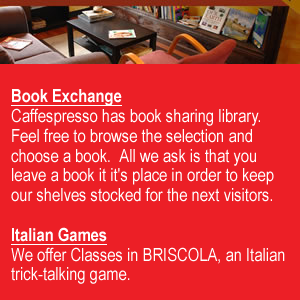 Book Exchange
Caffespresso has book sharing library.
Feel free to browse the selection and
choose a book.  All we ask is that you
leave a book it it's place in order to keep
our shelves stocked for the next visitors.
Italian Games
We offer Classes in BRISCOLA, an Italian
trick-talking game.